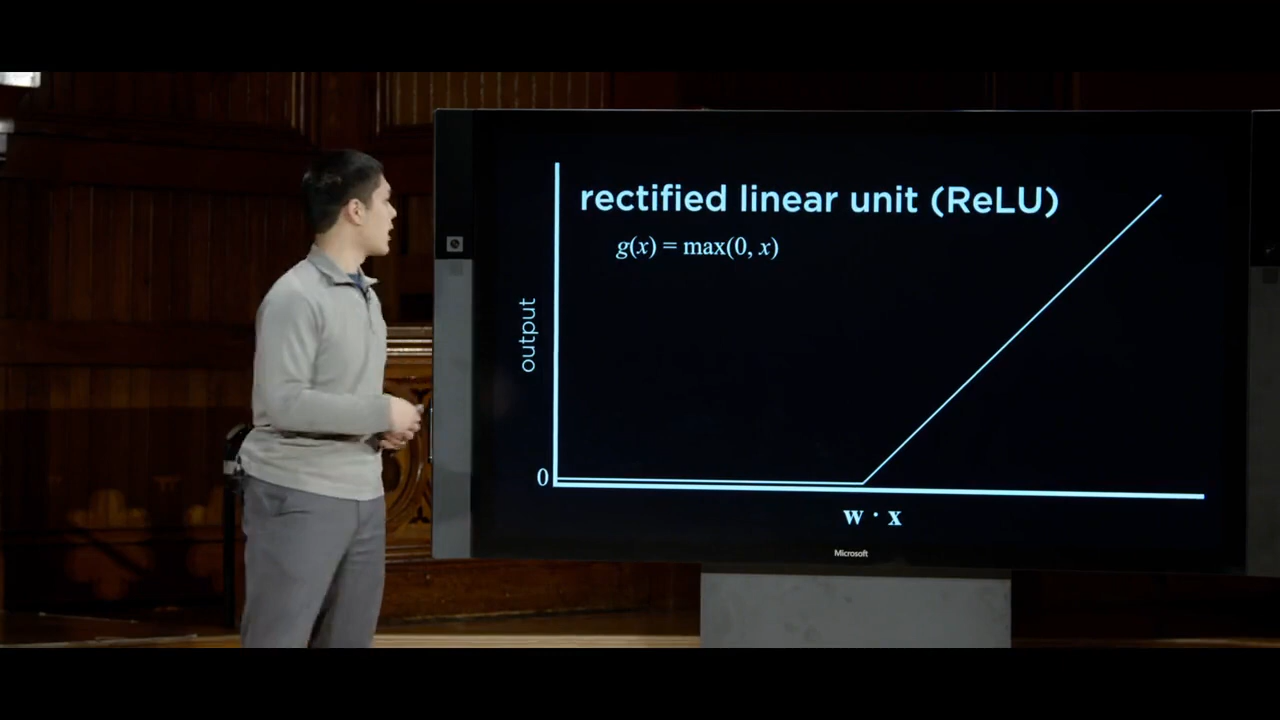 rectified linear unit (ReLU)
g(x) = max(0, x)
output
0
w · x
Microsoft